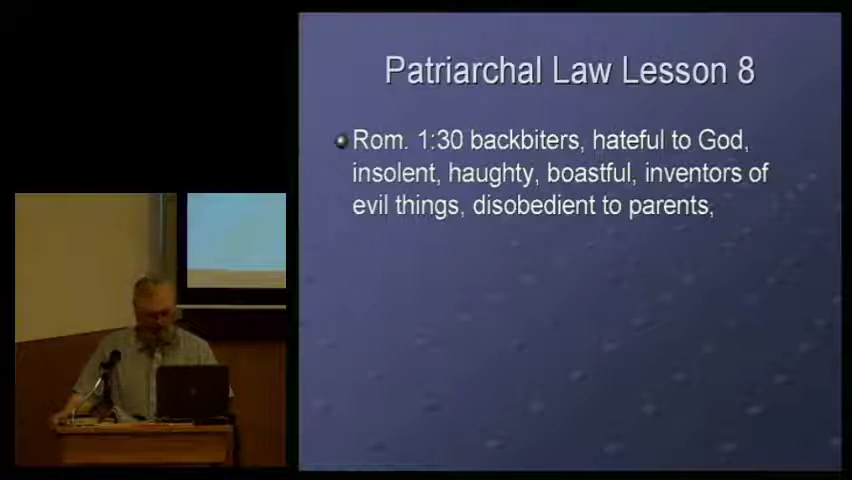 Patriarchal Law Lesson 8
Rom. 1:30 backbiters, hateful to God,
insolent, haughty, boastful, inventors of
evil things, disobedient to parents,